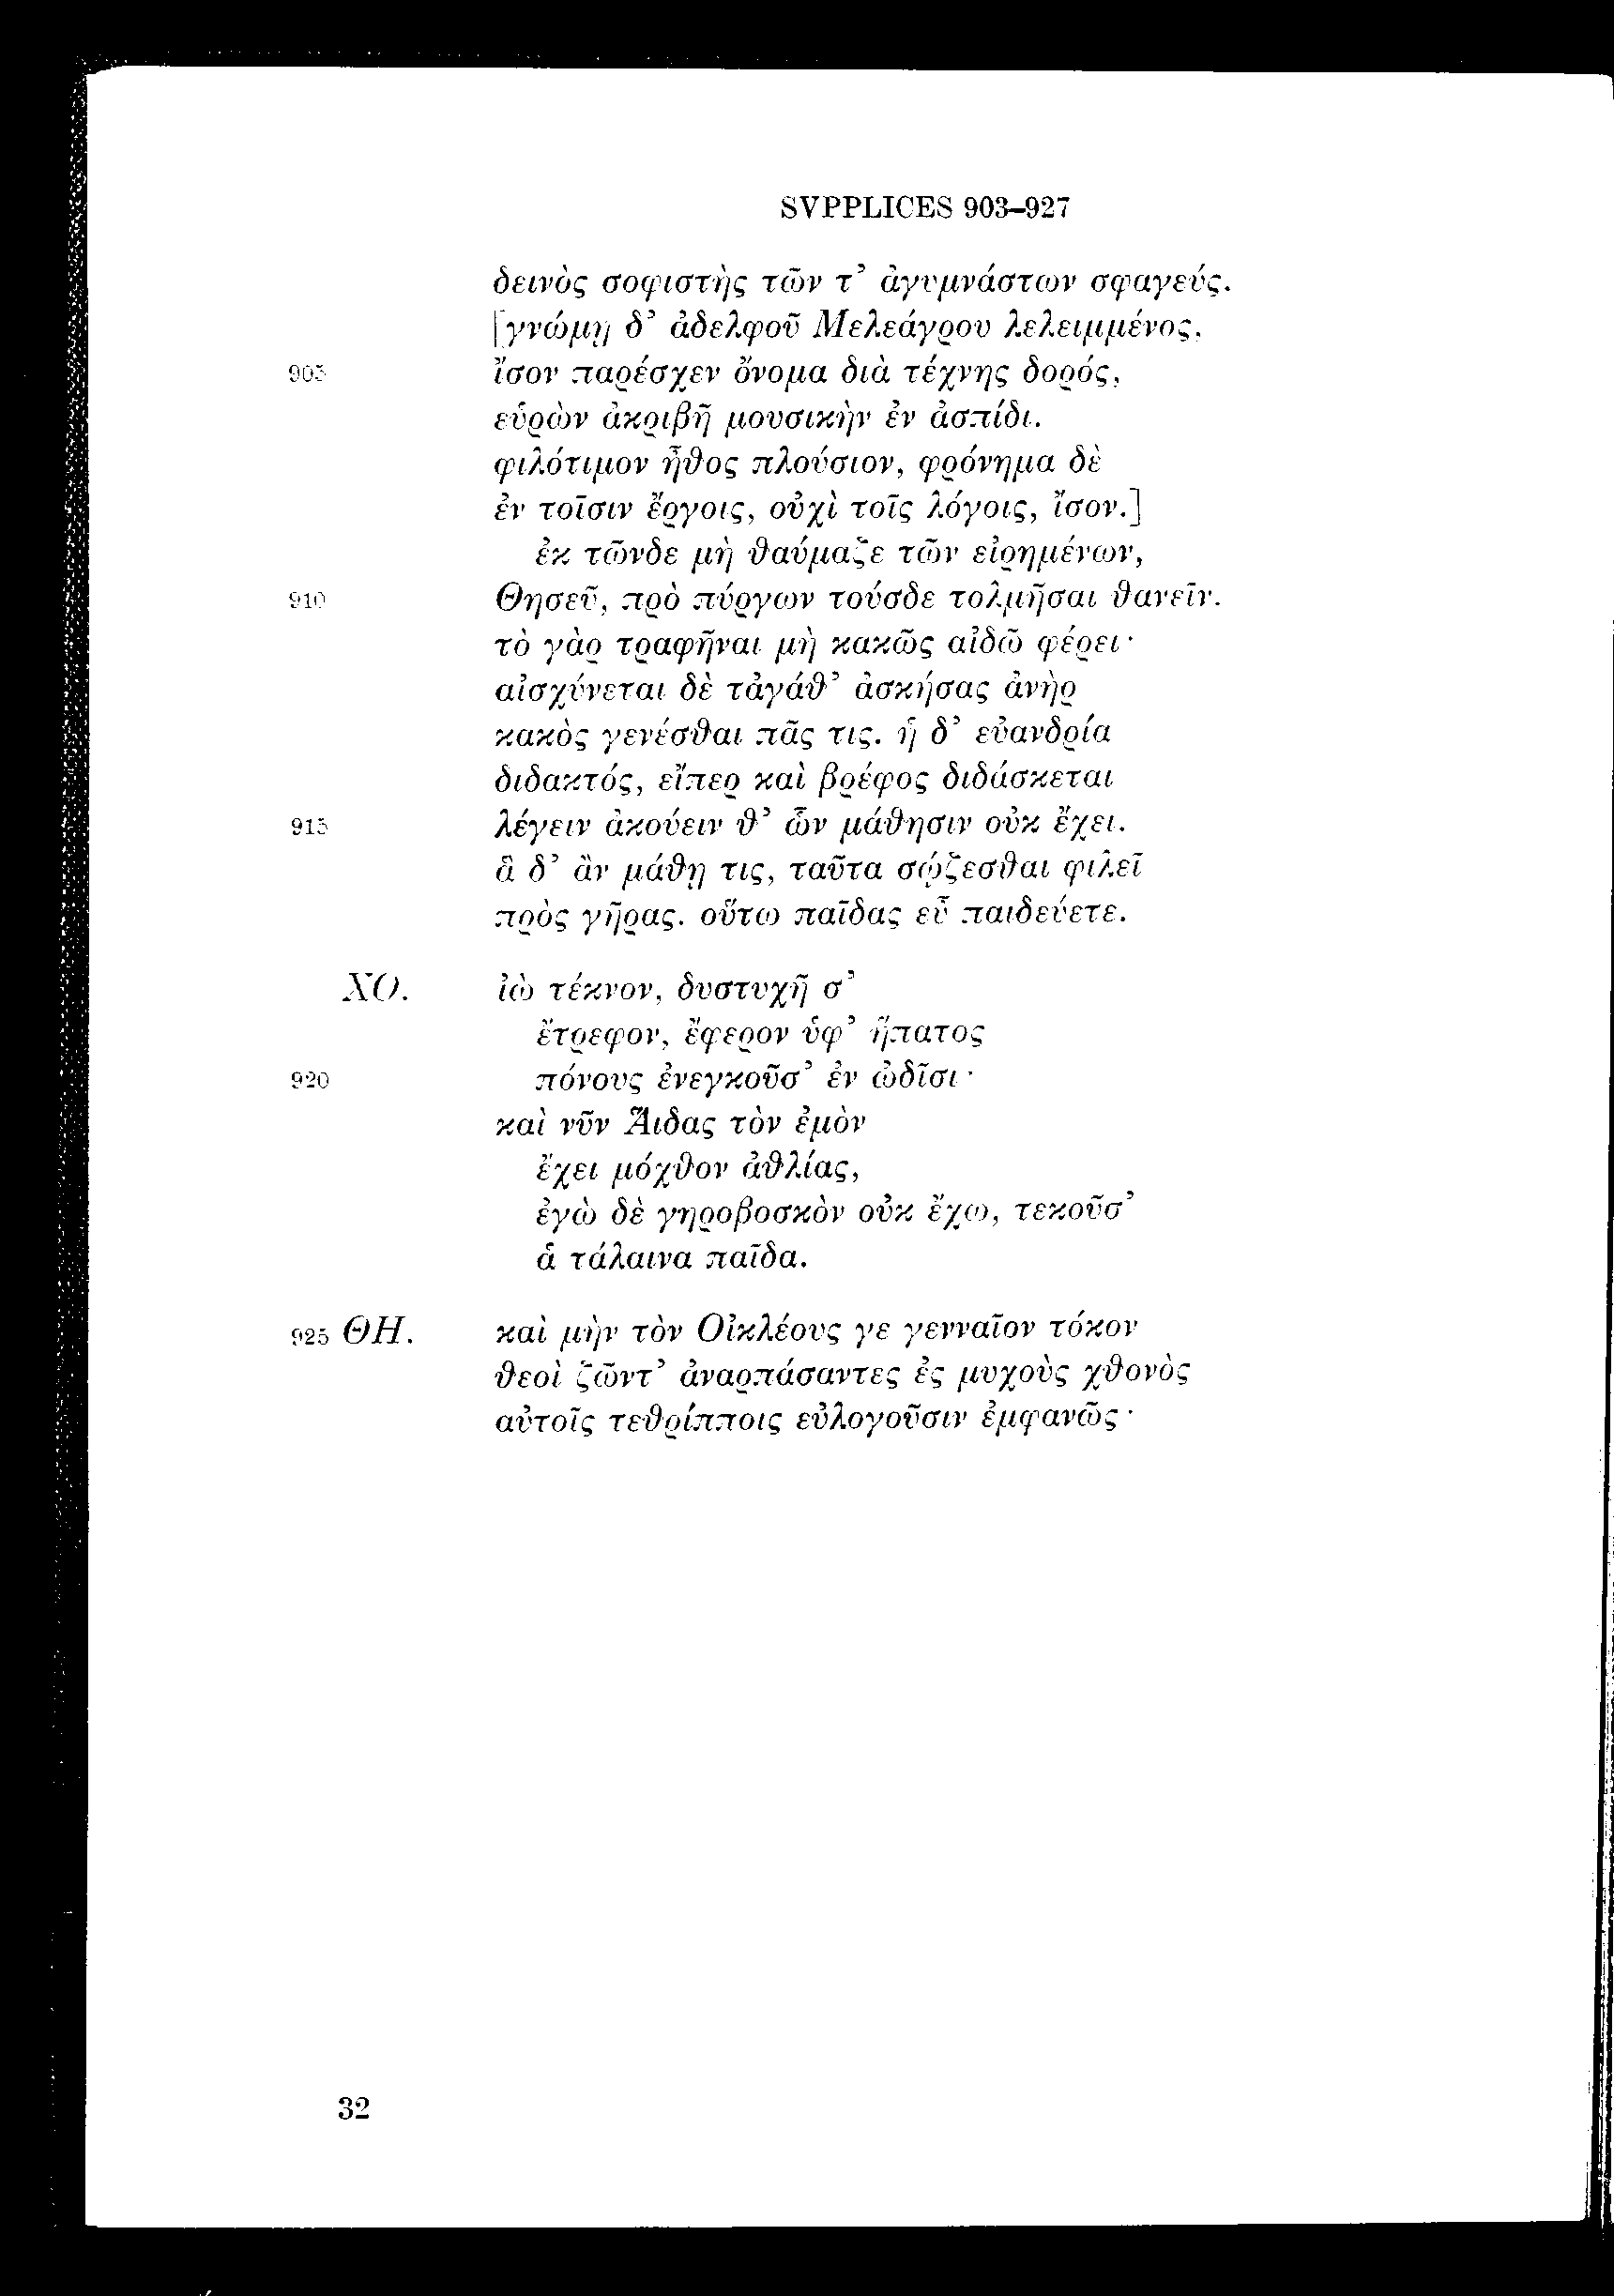 SVPPLICES 903–927
δεινὸς σοφιστὴς τῶν τ’ ἀγυμνάστων σφαγεύς.
[γνώμῃ δ’ ἀδελφοῦ Μελεάγρου λελειμμένος,
905 ἴσον παρέσχεν ὄνομα διὰ τέχνης δορός,
εὑρὼν ἀκριβῆ μουσικὴν ἐν ἀσπίδι.
φιλότιμον ἦθος πλούσιον, φρόνημα δὲ
ἐν τοῖσιν ἔργοις, οὐχὶ τοῖς λόγοις, ἴσον.]
ἐκ τῶνδε μὴ θαύμαζε τῶν εἰρημένων,
910 Θησεῦ, πρὸ πύργων τούσδε τολμῆσαι θανεῖν.
τὸ γὰρ τραφῆναι μὴ κακῶς αἰδῶ φέρει·
αἰσχύνεται δὲ τἀγάθ’ ἀσκήσας ἀνὴρ
κακὸς γενέσθαι πᾶς τις. ἡ δ’ εὐανδρία
διδακτός, εἴπερ καὶ βρέφος διδάσκεται
915 λέγειν ἀκούειν θ’ ὧν μάθησιν οὐκ ἔχει.
ἃ δ’ ἂν μάθῃ τις, ταῦτα σῴζεσθαι φιλεῖ
πρὸς γῆρας. οὕτω παῖδας εὖ παιδεύετε.
ΧΟ. ἰὼ τέκνον, δυστυχῆ σ’
ἔτρεφον, ἔφερον ὑφ’ ἥπατος
920 πόνους ἐνεγκοῦσ’ ἐν ὠδῖσι·
καὶ νῦν Ἅιδας τὸν ἐμὸν
ἔχει μόχθον ἀθλίας,
ἐγὼ δὲ γηροβοσκὸν οὐκ ἔχω, τεκοῦσ’
ἁ τάλαινα παῖδα.
925 ΘΗ. καὶ μὴν τὸν Οἰκλέους γε γενναῖον τόκον
θεοὶ ζῶντ’ ἀναρπάσαντες ἐς μυχοὺς χθονὸς
αὐτοῖς τεθρίπποις εὐλογοῦσιν ἐμφανῶς·
32